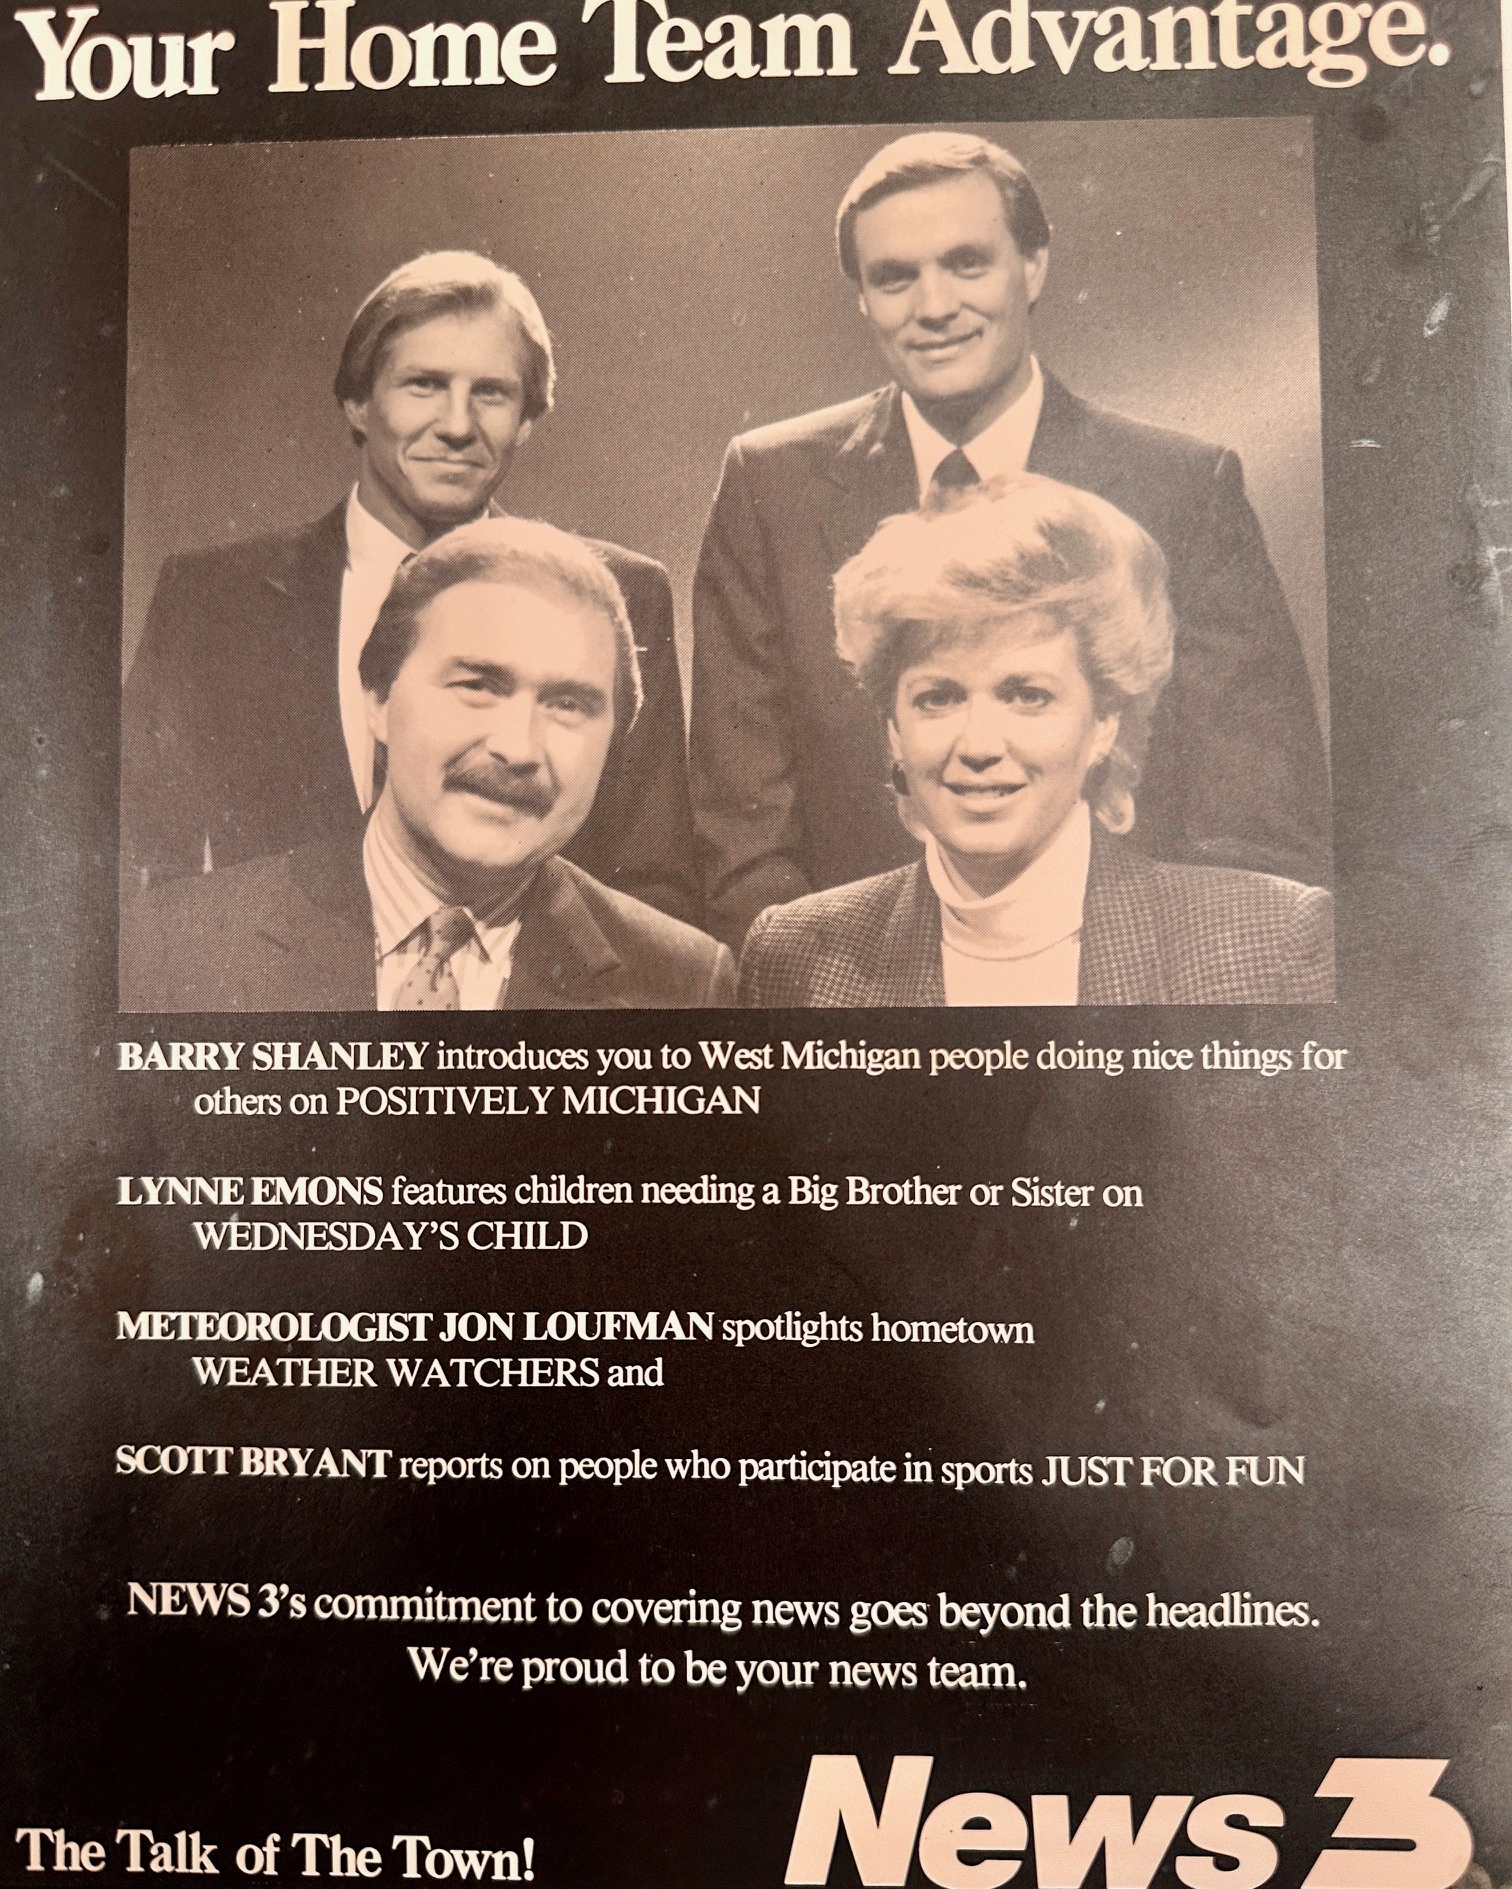 Your Home Team Advantage.
BARRY SHANLEY introduces you to West Michigan people doing nice things for
others on POSITIVELY MICHIGAN
LYNNE EMONS features children needing a Big Brother or Sister on
WEDNESDAY'S CHILD
METEOROLOGIST JON LOUFMAN spotlights hometown
WEATHER WATCHERS and
SCOTT BRYANT reports on people who participate in sports JUST FOR FUN
NEWS 3's commitment to covering news goes beyond the headlines.
We're proud to be your news team.
The Talk of The Town!
News 3